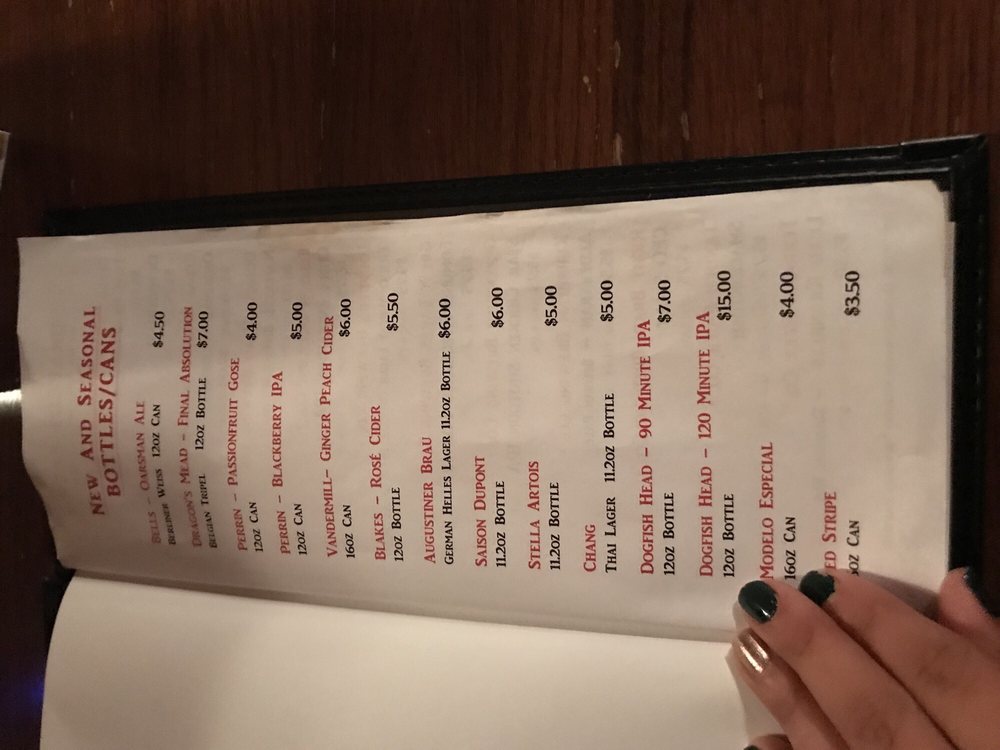 New And Seasonal
Bottles/Cans
Bells – Oarsman Ale
Berliner Weiss 12oz Can $4.50
Dragon's Mead – Final Absolution
Belgian Tripel 12oz Bottle $7.00
Perrin – Passionfruit Gose
12oz Can $4.00
Perrin – Blackberry IPA
12oz Can $5.00
Vandermill– Ginger Peach Cider
16oz Can $6.00
Blakes – Rosé Cider
12oz Bottle $5.50
Augustiner Brau
German Helles Lager 11.2oz Bottle $6.00
Saison Dupont
11.2oz Bottle $6.00
Stella Artois
11.2oz Bottle $5.00
Chang
Thai Lager 11.2oz Bottle $5.00
Dogfish Head – 90 Minute IPA
12oz Bottle $7.00
Dogfish Head – 120 Minute IPA
12oz Bottle $15.00
Modelo Especial
16oz Can $4.00
ed Stripe
oz Can $3.50